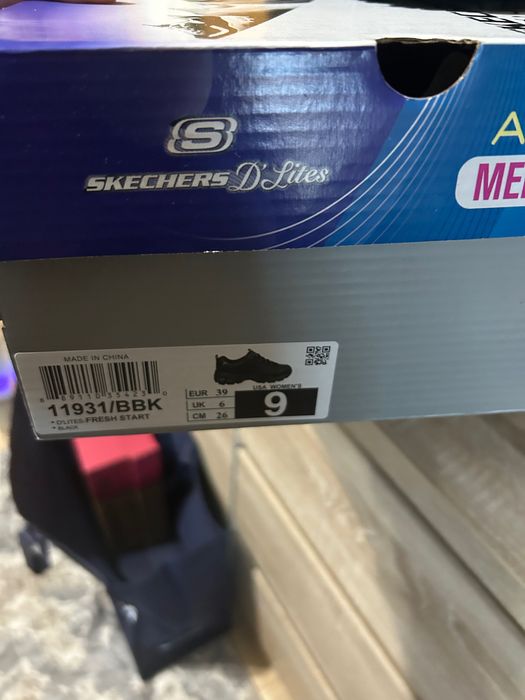 S
SKECHERS D'Lites
MADE IN CHINA
11931/BBK
• D'LITES-FRESH START
• BLACK
EUR 39
UK 6
CM 26
USA WOMEN'S
9